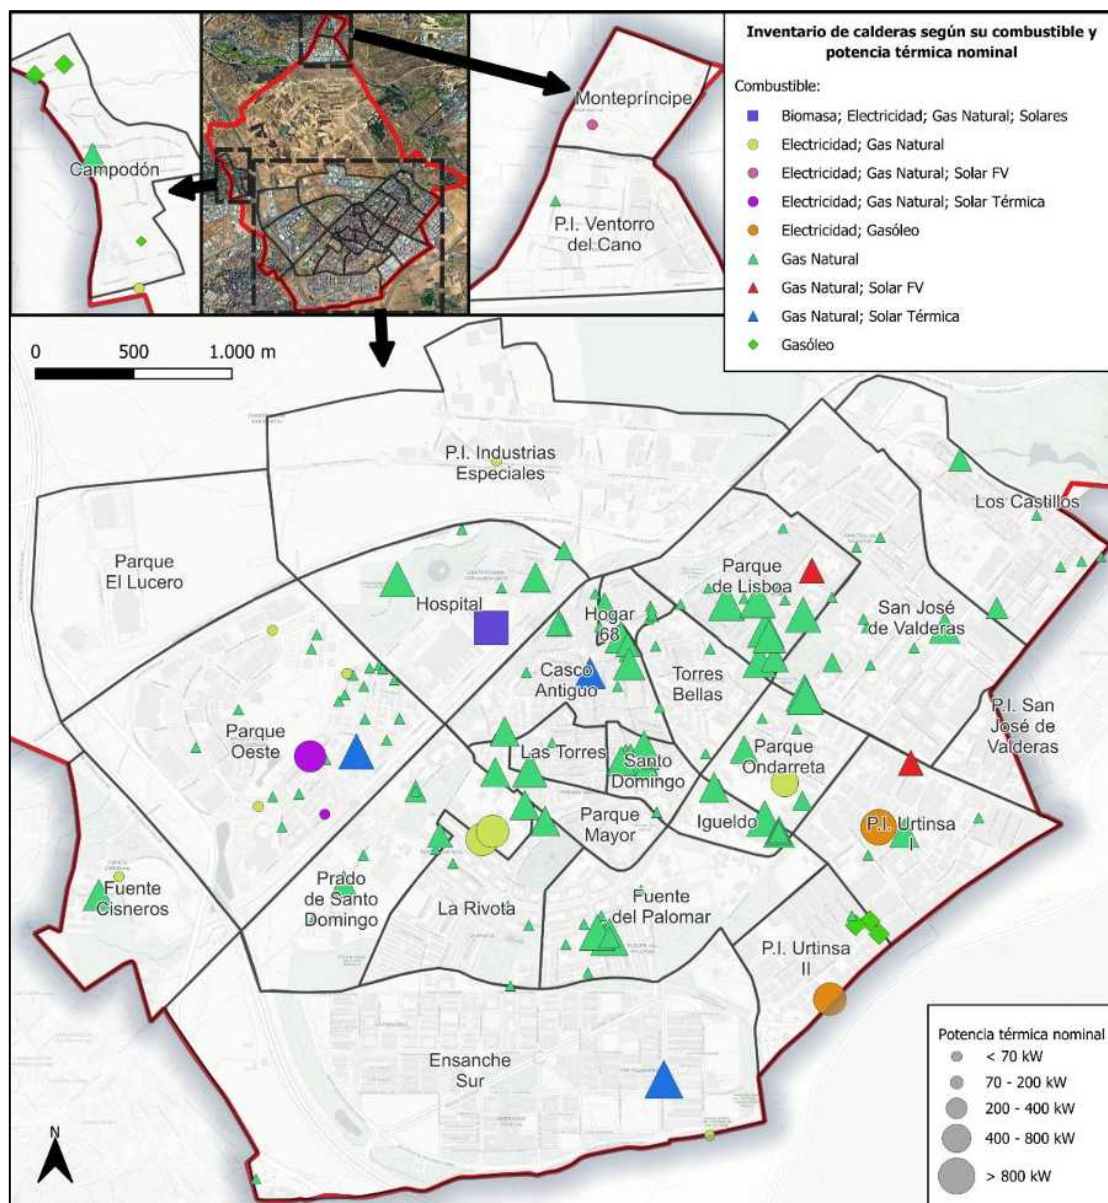 Inventario de calderas según su combustible y
potencia térmica nominal
Combustible:
Biomasa; Electricidad; Gas Natural; Solares
Electricidad; Gas Natural
Electricidad; Gas Natural; Solar FV
Electricidad; Gas Natural; Solar Térmica
Electricidad; Gasóleo
Gas Natural
Gas Natural; Solar FV
Gas Natural; Solar Térmica
Gasóleo
Campodón
Montepríncipe
P.I. Ventorro
del Cano
0 500 1.000 m
P.I. Industrias
Especiales
Los Castillos
Parque
El Lucero
Parque
de Lisboa
Hospital
Hogar
68
San José
de Valderas
Casco
Antiguo
Torres
Bellas
P.I. San
José de
Valderas
Parque
Oeste
Las Torres
Santo
Domingo
Parque
Ondarreta
Parque
Mayor
Igueldo
P.I. Urtinsa
I
Fuente
Cisneros
Prado
de Santo
Domingo
La Rivota
Fuente
del Palomar
P.I. Urtinsa
II
Ensanche
Sur
N
Potencia térmica nominal
< 70 kW
70 - 200 kW
200 - 400 kW
400 - 800 kW
> 800 kW